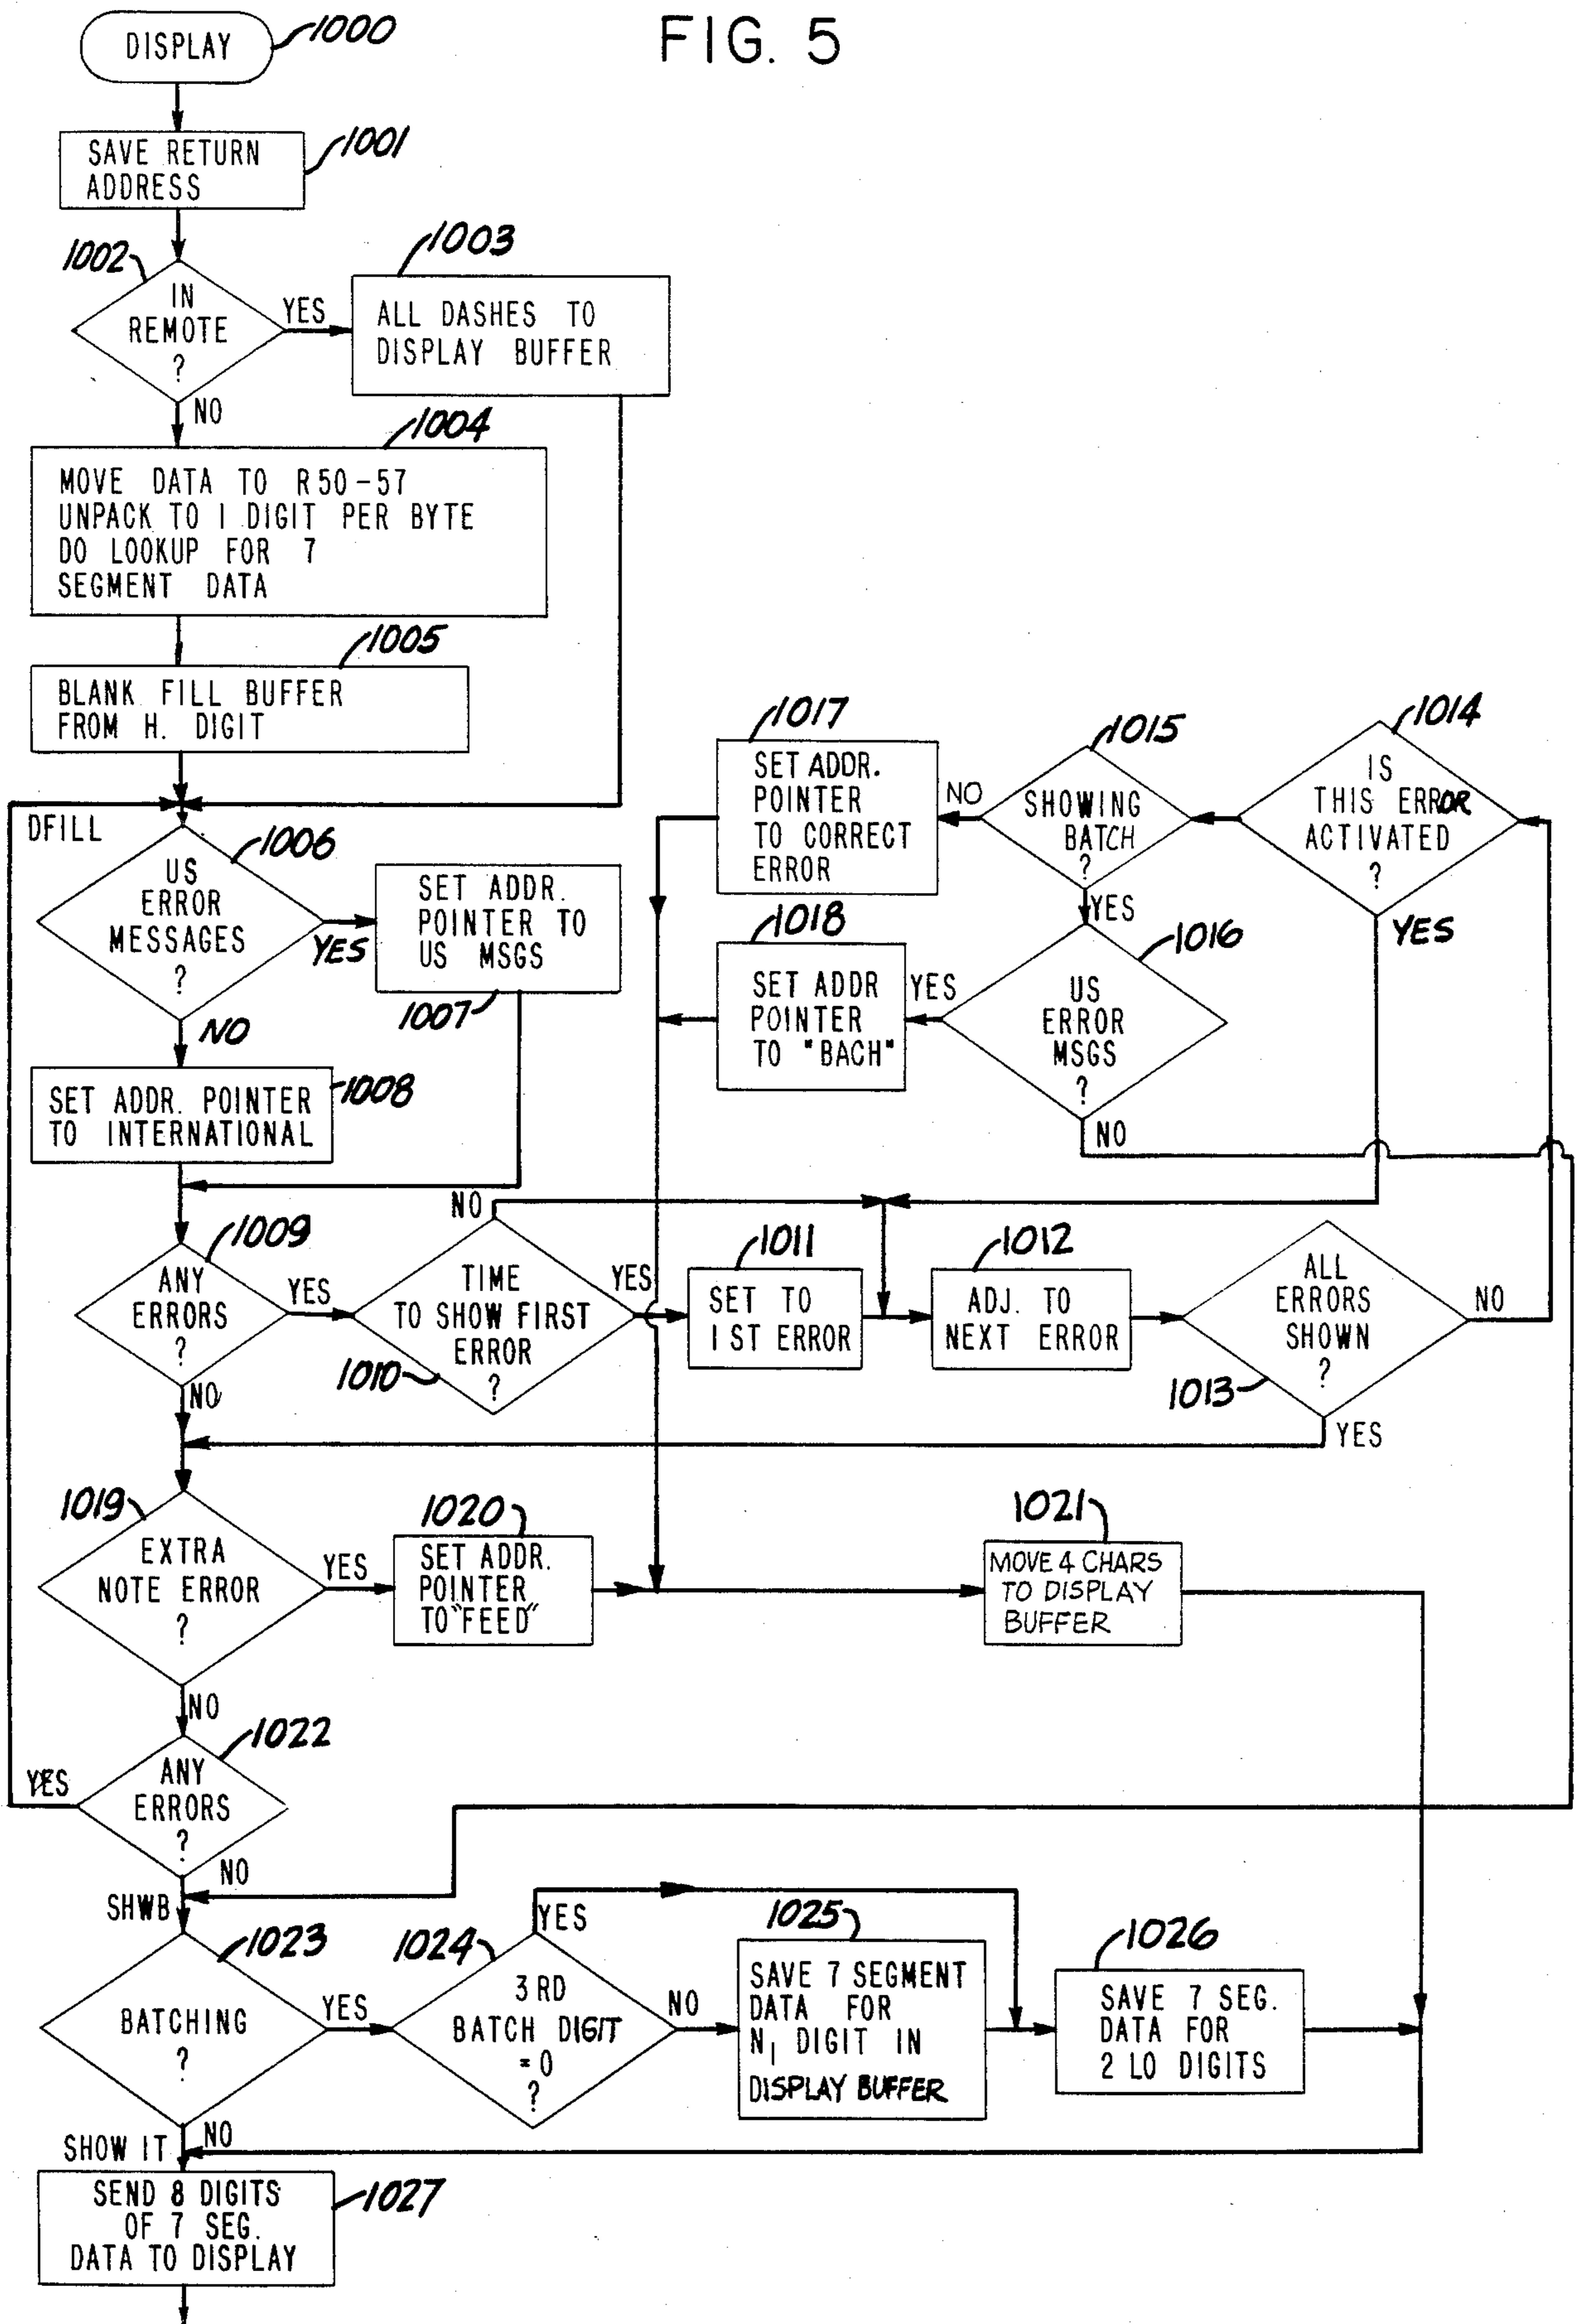 FIG. 5
DISPLAY
1000
SAVE RETURN
ADDRESS
1001
1002
IN
REMOTE
?
YES
NO
1003
ALL DASHES TO
DISPLAY BUFFER
1004
MOVE DATA TO R50-57
UNPACK TO 1 DIGIT PER BYTE
DO LOOKUP FOR 7
SEGMENT DATA
1005
BLANK FILL BUFFER
FROM H. DIGIT
DFILL
1006
US
ERROR
MESSAGES
?
YES
NO
SET ADDR.
POINTER TO
US MSGS
1007
SET ADDR. POINTER
TO INTERNATIONAL
1008
1017
SET ADDR.
POINTER
TO CORRECT
ERROR
NO
1015
SHOWING
BATCH
?
YES
1014
IS
THIS ERROR
ACTIVATED
?
YES
1018
SET ADDR
POINTER
TO "BACH"
YES
1016
US
ERROR
MSGS
?
NO
1009
ANY
ERRORS
?
YES
NO
NO
TIME
TO SHOW FIRST
ERROR
?
1010
YES
1011
SET TO
1ST ERROR
1012
ADJ. TO
NEXT ERROR
ALL
ERRORS
SHOWN
?
1013
NO
YES
1019
EXTRA
NOTE ERROR
?
YES
NO
1020
SET ADDR.
POINTER
TO "FEED"
1021
MOVE 4 CHARS
TO DISPLAY
BUFFER
1022
ANY
ERRORS
?
YES
NO
SHWB
1023
BATCHING
?
YES
NO
1024
3RD
BATCH DIGIT
=0
?
YES
NO
1025
SAVE 7 SEGMENT
DATA FOR
N1 DIGIT IN
DISPLAY BUFFER
1026
SAVE 7 SEG.
DATA FOR
2 LO DIGITS
SHOW IT
SEND 8 DIGITS
OF 7 SEG.
DATA TO DISPLAY
1027